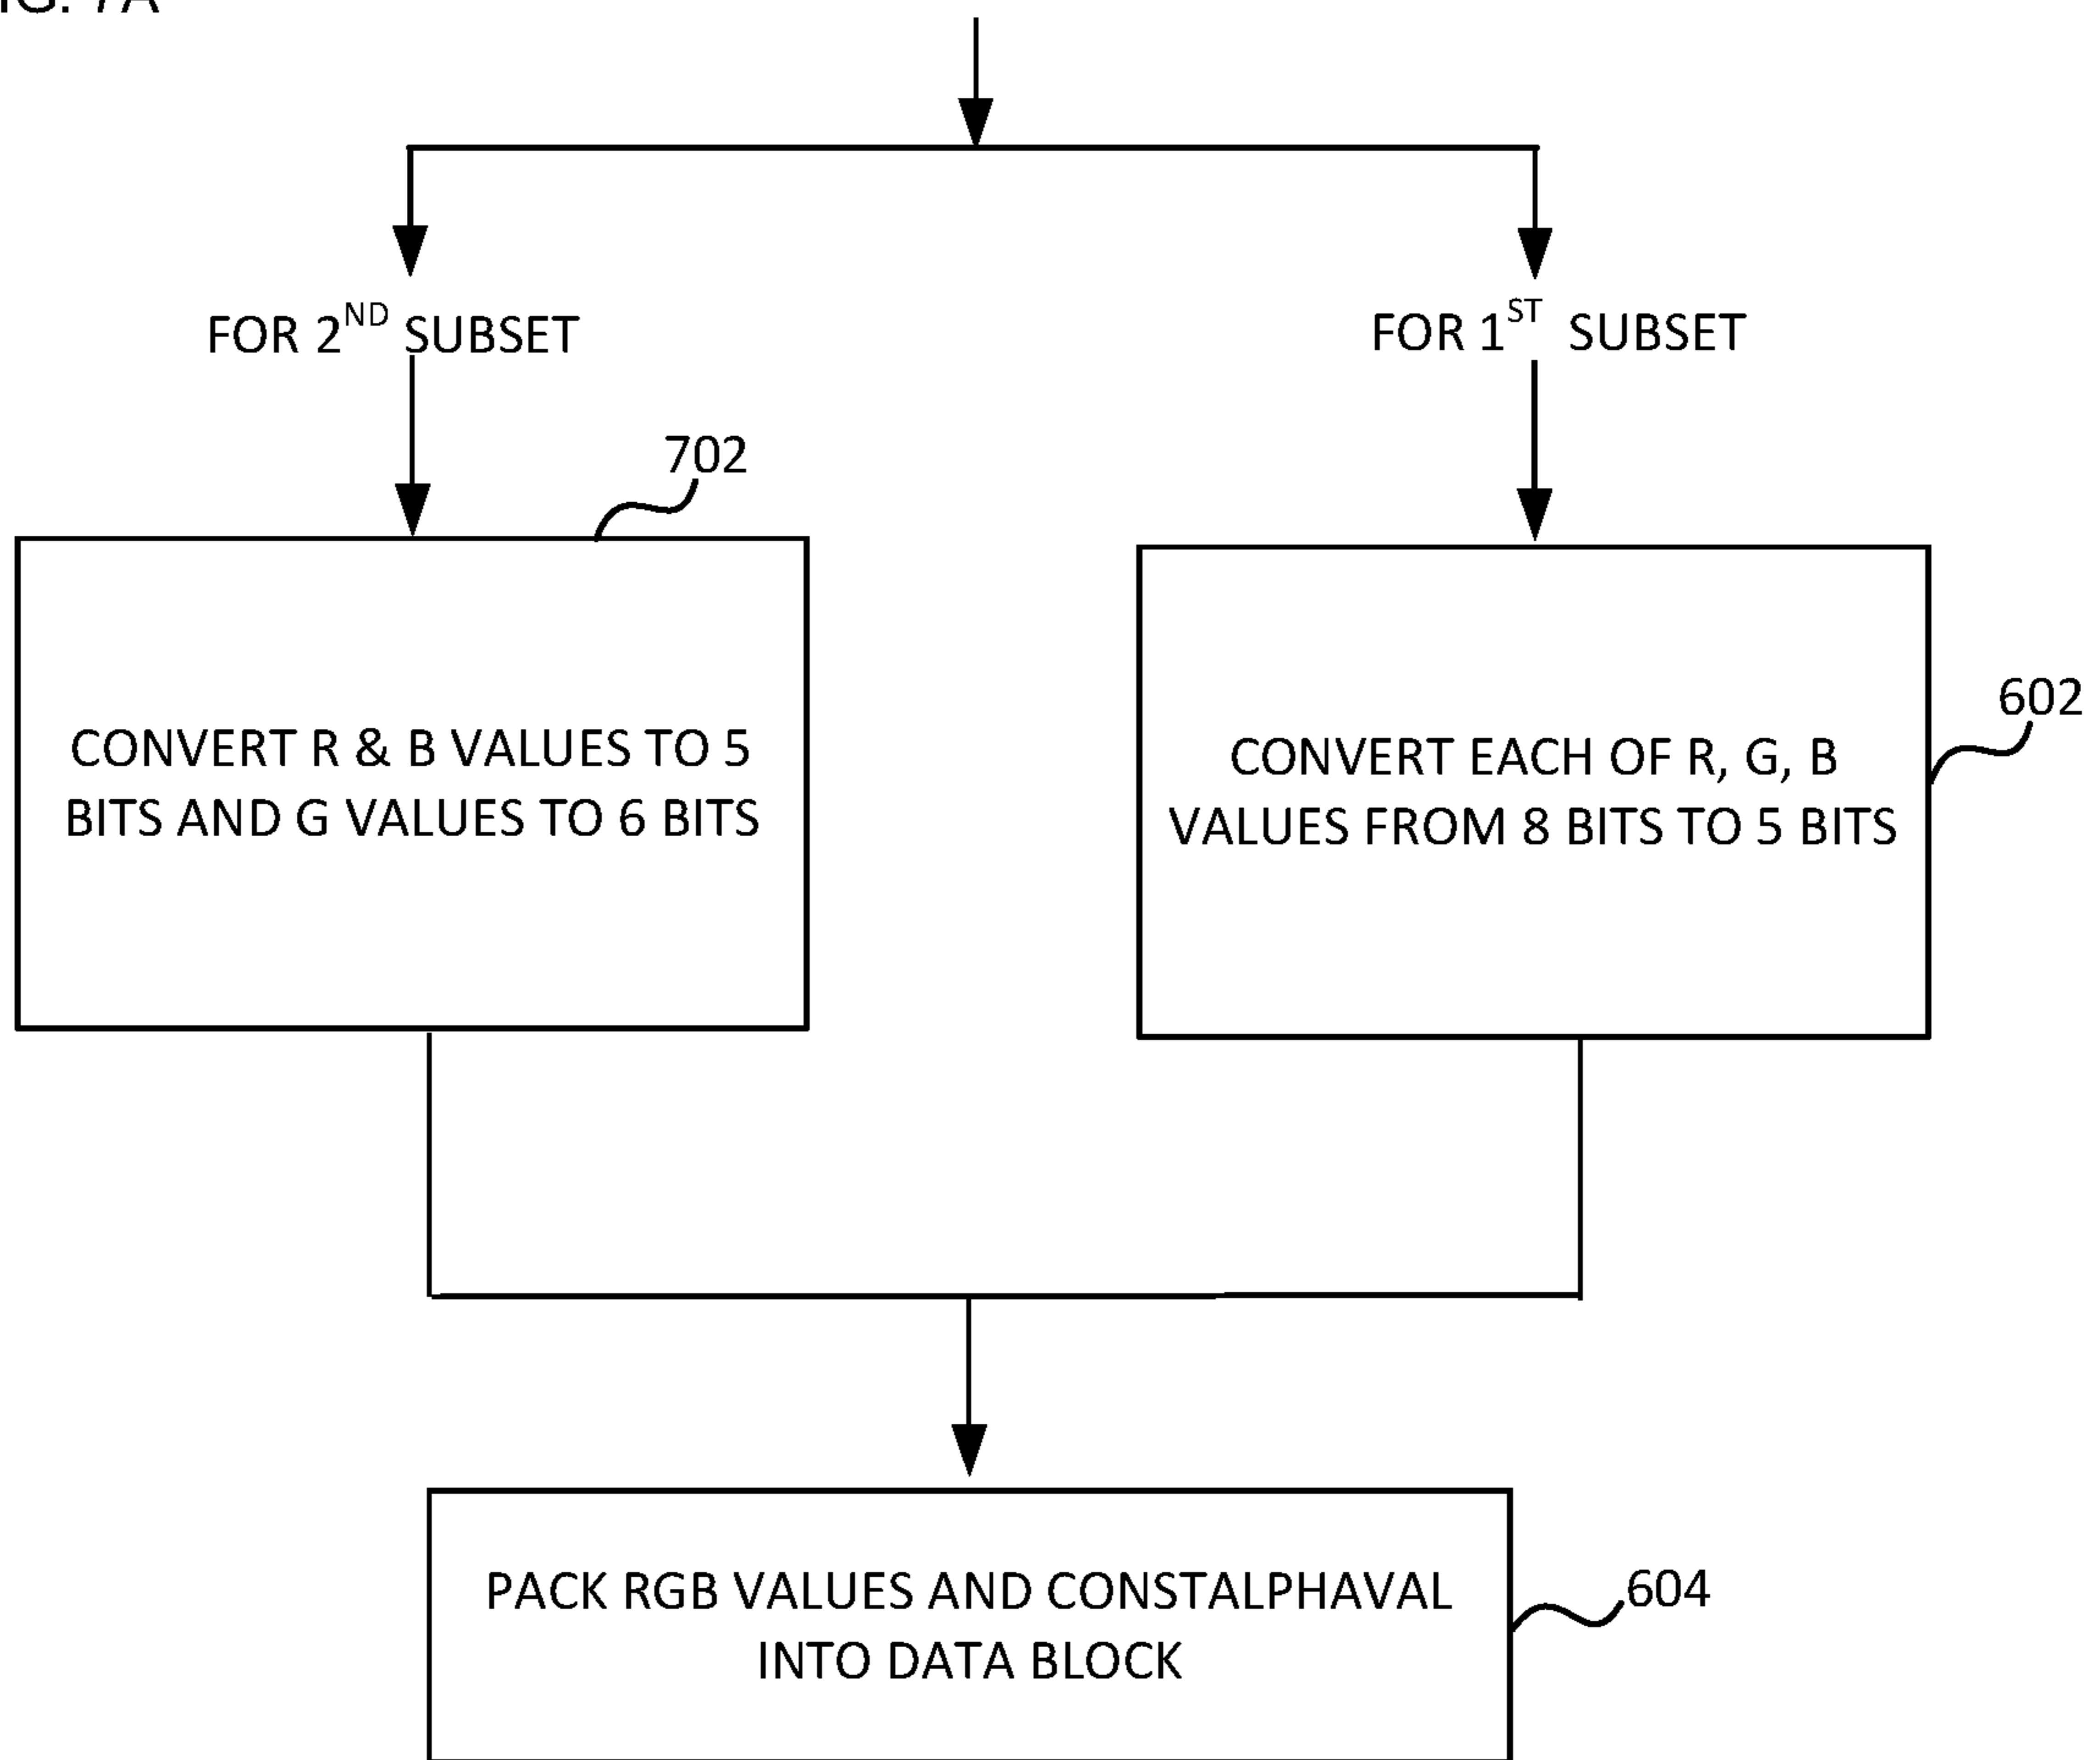 FOR 2ND SUBSET
FOR 1ST SUBSET
702
CONVERT R & B VALUES TO 5
BITS AND G VALUES TO 6 BITS
602
CONVERT EACH OF R, G, B
VALUES FROM 8 BITS TO 5 BITS
PACK RGB VALUES AND CONSTALPHAVAL
INTO DATA BLOCK
604